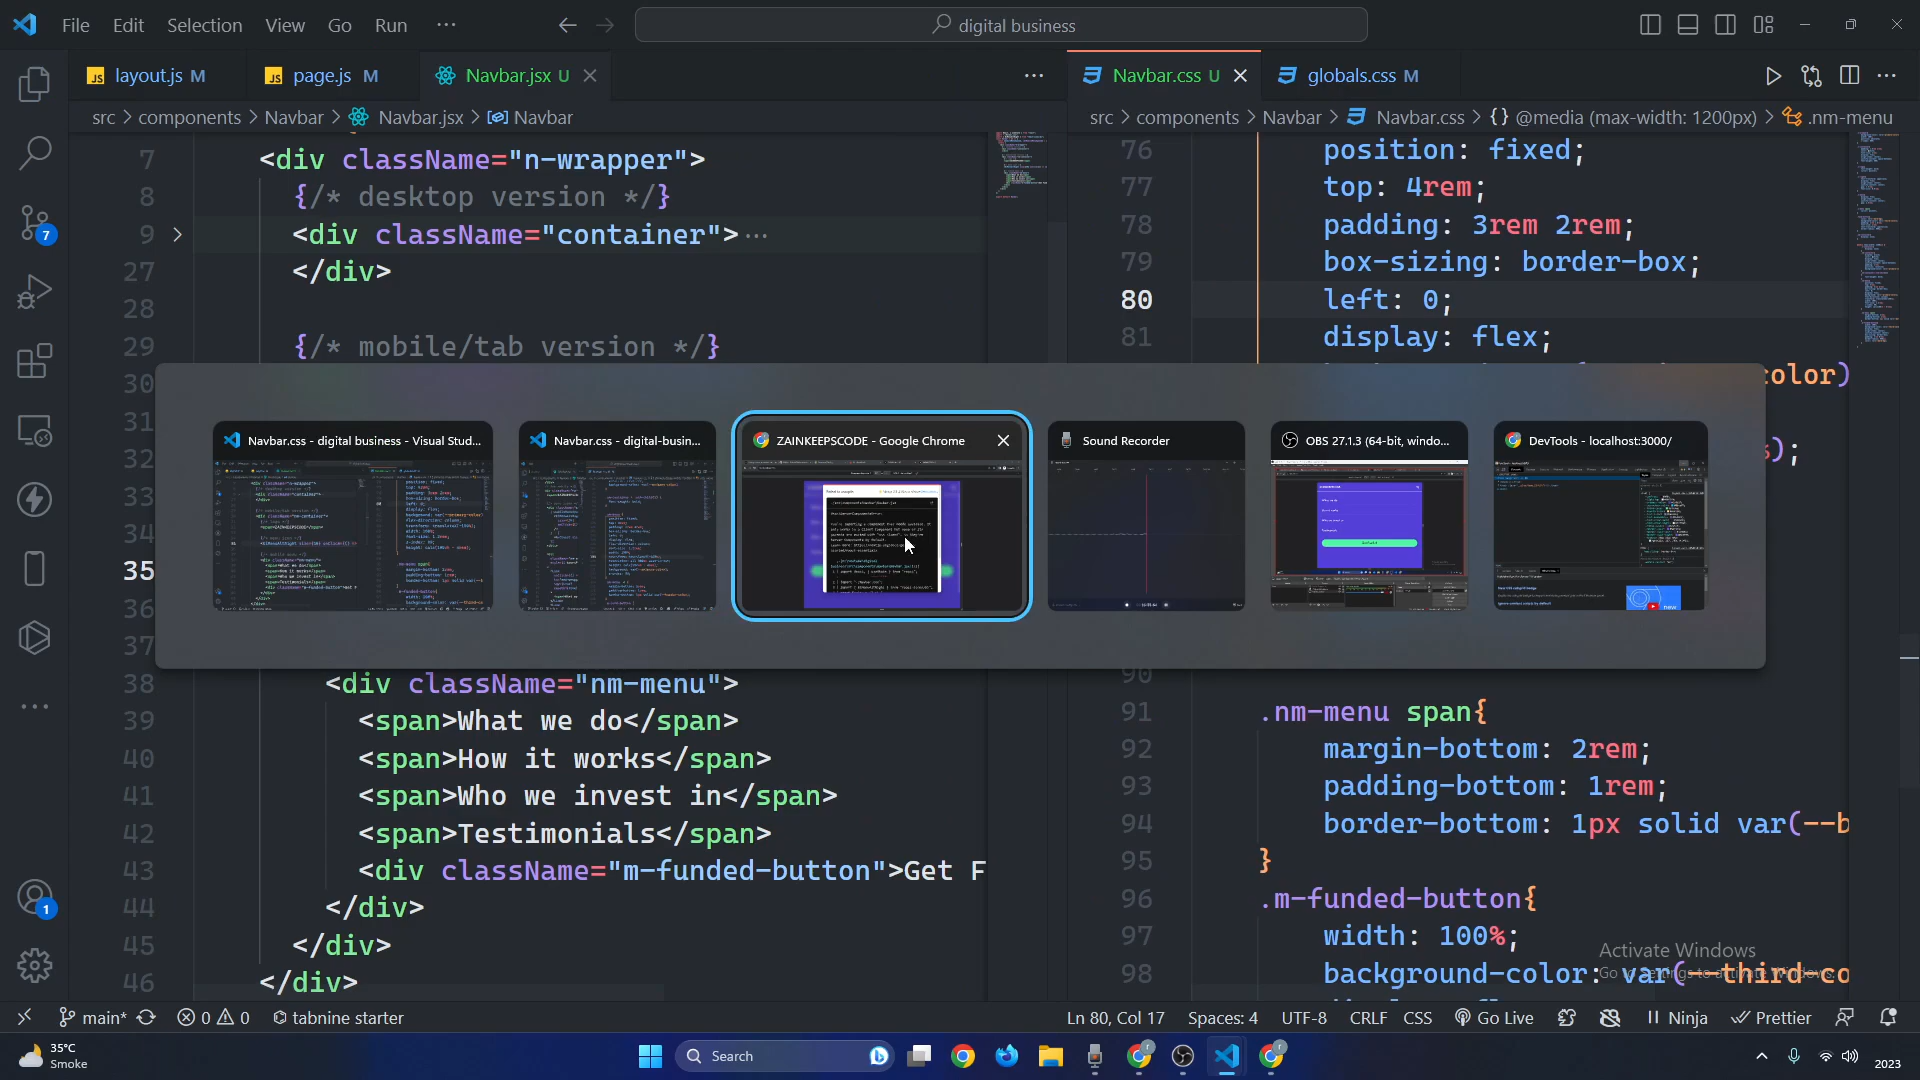 File Edit Selection View Go Run ···
digital business
layout.js M
page.js M
Navbar.jsx U
Navbar.css U
globals.css M
src > components > Navbar > Navbar.jsx > Navbar
src > components > Navbar > Navbar.css > {} @media (max-width: 1200px) > .nm-menu
7 <div className="n-wrapper">
8 {/* desktop version */}
9 <div className="container">···
27 </div>
28
29 {/* mobile/tab version */}
30
31
32
33
34
35
36
37
38 <div className="nm-menu">
39 <span>What we do</span>
40 <span>How it works</span>
41 <span>Who we invest in</span>
42 <span>Testimonials</span>
43 <div className="m-funded-button">Get F
44 </div>
45 </div>
46 </div>
76 position: fixed;
77 top: 4rem;
78 padding: 3rem 2rem;
79 box-sizing: border-box;
80 left: 0;
81 display: flex;
color)
);
90
91 .nm-menu span{
92 margin-bottom: 2rem;
93 padding-bottom: 1rem;
94 border-bottom: 1px solid var(--b
95 }
96 .m-funded-button{
97 width: 100%;
98 background-color: var(--third-co
Navbar.css - digital business - Visual Stud...
Navbar.css - digital-busin...
ZAINKEEPSCODE - Google Chrome
Sound Recorder
OBS 27.1.3 (64-bit, windo...
DevTools - localhost:3000/
Activate Windows
7
1
main*
0 0
tabnine starter
Ln 80, Col 17
Spaces: 4
UTF-8
CRLF
CSS
Go Live
Ninja
Prettier
35°C
Smoke
Search
2023